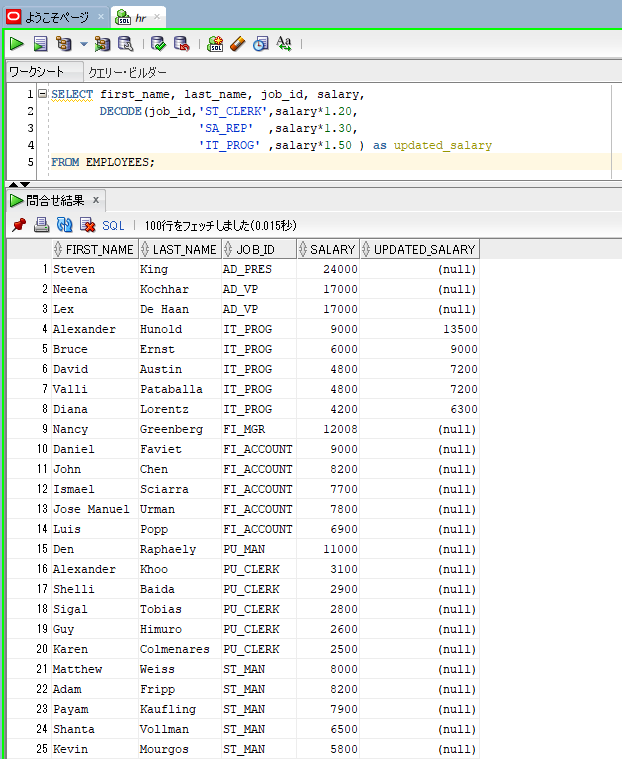 ようこそページ hr
ワークシート クエリー・ビルダー
1 SELECT first_name, last_name, job_id, salary,
2 DECODE(job_id,'ST_CLERK',salary*1.20,
3 'SA_REP' ,salary*1.30,
4 'IT_PROG' ,salary*1.50 ) as updated_salary
5 FROM EMPLOYEES;
問合せ結果 x
SQL | 100行をフェッチしました(0.015秒)
FIRST_NAME LAST_NAME JOB_ID SALARY UPDATED_SALARY
1 Steven King AD_PRES 24000 (null)
2 Neena Kochhar AD_VP 17000 (null)
3 Lex De Haan AD_VP 17000 (null)
4 Alexander Hunold IT_PROG 9000 13500
5 Bruce Ernst IT_PROG 6000 9000
6 David Austin IT_PROG 4800 7200
7 Valli Pataballa IT_PROG 4800 7200
8 Diana Lorentz IT_PROG 4200 6300
9 Nancy Greenberg FI_MGR 12008 (null)
10 Daniel Faviet FI_ACCOUNT 9000 (null)
11 John Chen FI_ACCOUNT 8200 (null)
12 Ismael Sciarra FI_ACCOUNT 7700 (null)
13 Jose Manuel Urman FI_ACCOUNT 7800 (null)
14 Luis Popp FI_ACCOUNT 6900 (null)
15 Den Raphaely PU_MAN 11000 (null)
16 Alexander Khoo PU_CLERK 3100 (null)
17 Shelli Baida PU_CLERK 2900 (null)
18 Sigal Tobias PU_CLERK 2800 (null)
19 Guy Himuro PU_CLERK 2600 (null)
20 Karen Colmenares PU_CLERK 2500 (null)
21 Matthew Weiss ST_MAN 8000 (null)
22 Adam Fripp ST_MAN 8200 (null)
23 Payam Kaufling ST_MAN 7900 (null)
24 Shanta Vollman ST_MAN 6500 (null)
25 Kevin Mourgos ST_MAN 5800 (null)